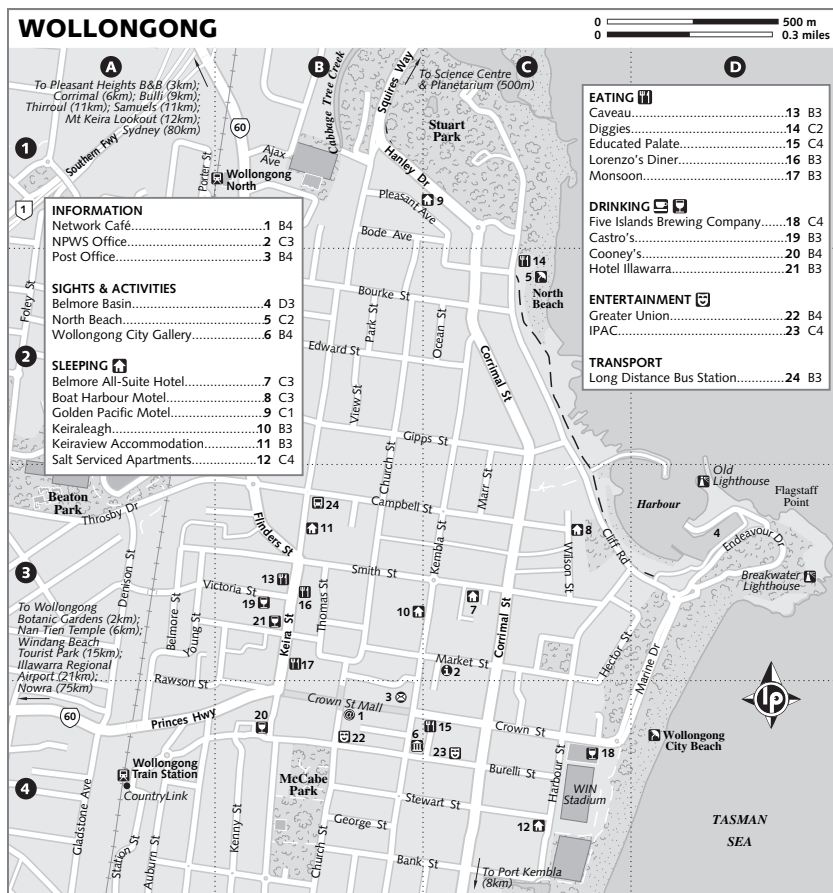 WOLLONGONG
0 500 m
0 0.3 miles
A
B
C
D
1
2
3
4
To Pleasant Heights B&B (3km);
Corrimal (6km); Bulli (9km);
Thirroul (11km); Samuels (11km);
Mt Keira Lookout (12km);
Sydney (80km)
To Science Centre
& Planetarium (500m)
Cabbage Tree Creek
Squires Way
Stuart
Park
Southern Fwy
60
1
Porter St
Ajax
Ave
Wollongong
North
Hanley Dr
Pleasant Ave
9
Bode Ave
Foley St
INFORMATION
Network Café 1 B4
NPWS Office 2 C3
Post Office 3 B4
SIGHTS & ACTIVITIES
Belmore Basin 4 D3
North Beach 5 C2
Wollongong City Gallery 6 B4
SLEEPING
Belmore All-Suite Hotel 7 C3
Boat Harbour Motel 8 C3
Golden Pacific Motel 9 C1
Keiraleagh 10 B3
Keiraview Accommodation 11 B3
Salt Serviced Apartments 12 C4
EATING
Caveau 13 B3
Diggies 14 C2
Educated Palate 15 C4
Lorenzo's Diner 16 B3
Monsoon 17 B3
DRINKING
Five Islands Brewing Company 18 C4
Castro's 19 B3
Cooney's 20 B4
Hotel Illawarra 21 B3
ENTERTAINMENT
Greater Union 22 B4
IPAC 23 C4
TRANSPORT
Long Distance Bus Station 24 B3
14
5
North
Beach
Bourke St
Park St
Ocean St
Edward St
View St
Corrimal St
Gipps St
Church St
Marr St
Beaton
Park
Throsby Dr
Flinders St
24
11
Campbell St
Kembla St
8
Wilson St
Cliff Rd
Harbour
Old
Lighthouse
Flagstaff
Point
4
Endeavour Dr
Breakwater
Lighthouse
Denison St
Smith St
Victoria St
13
16
Thomas St
19
21
Belmore St
Young St
Keira St
10
7
Corrimal St
Hector St
Marine Dr
To Wollongong
Botanic Gardens (2km);
Nan Tien Temple (6km);
Windang Beach
Tourist Park (15km);
Illawarra Regional
Airport (21km);
Nowra (75km)
17
Market St
2
Rawson St
Crown St Mall
3
1
60
Princes Hwy
20
22
6
15
23
Crown St
Burelli St
Harbour St
18
Wollongong
City Beach
LP
Wollongong
Train Station
CountryLink
McCabe
Park
Stewart St
WIN
Stadium
12
George St
Gladstone Ave
Station St
Auburn St
Kenny St
Church St
Bank St
To Port Kembla
(8km)
TASMAN
SEA